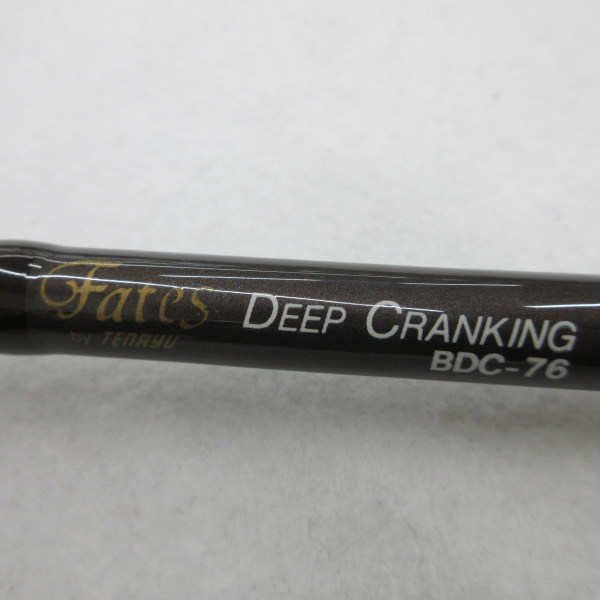 Fates DEEP CRANKING
by TENRYU BDC-76